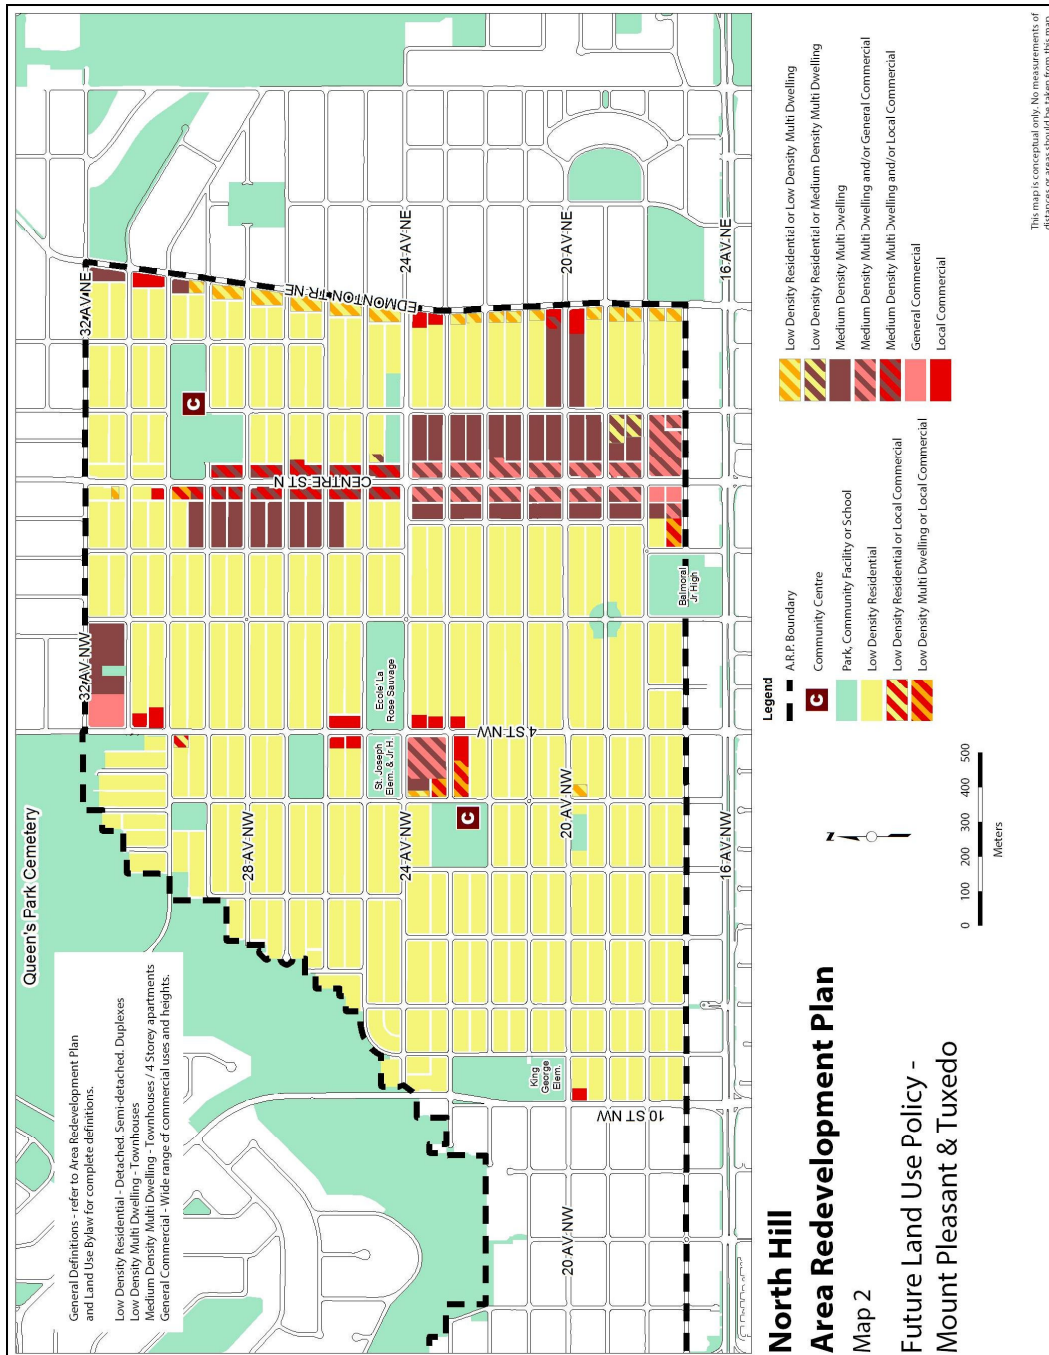 Queen's Park Cemetery
General Definitions - refer to Area Redevelopment Plan
and Land Use Bylaw for complete definitions.
Low Density Residential - Detached. Semi-detached. Duplexes
Low Density Multi Dwelling - Townhouses
Medium Density Multi Dwelling - Townhouses / 4 Storey apartments
General Commercial - Wide range of commercial uses and heights.
32 AV NW
32 AV NE
28 AV NW
24 AV NW
24 AV NE
20 AV NW
20 AV NW
20 AV NE
16 AV NW
16 AV NE
10 ST NW
4 ST NW
CENTRE ST N
EDMONTON TR NE
C
C
St. Joseph
Elem. & Jr.H.
Ecole La
Rose Sauvage
King
George
Elem.
Balmoral
Jr.High
North Hill
Area Redevelopment Plan
Map 2
Future Land Use Policy -
Mount Pleasant & Tuxedo
N
0 100 200 300 400 500
Meters
Legend
A.R.P. Boundary
C
Community Centre
Park, Community Facility or School
Low Density Residential
Low Density Residential or Local Commercial
Low Density Multi Dwelling or Local Commercial
Low Density Residential or Low Density Multi Dwelling
Low Density Residential or Medium Density Multi Dwelling
Medium Density Multi Dwelling
Medium Density Multi Dwelling and/or General Commercial
Medium Density Multi Dwelling and/or Local Commercial
General Commercial
Local Commercial
This map is conceptual only. No measurements of
distances or areas should be taken from this map